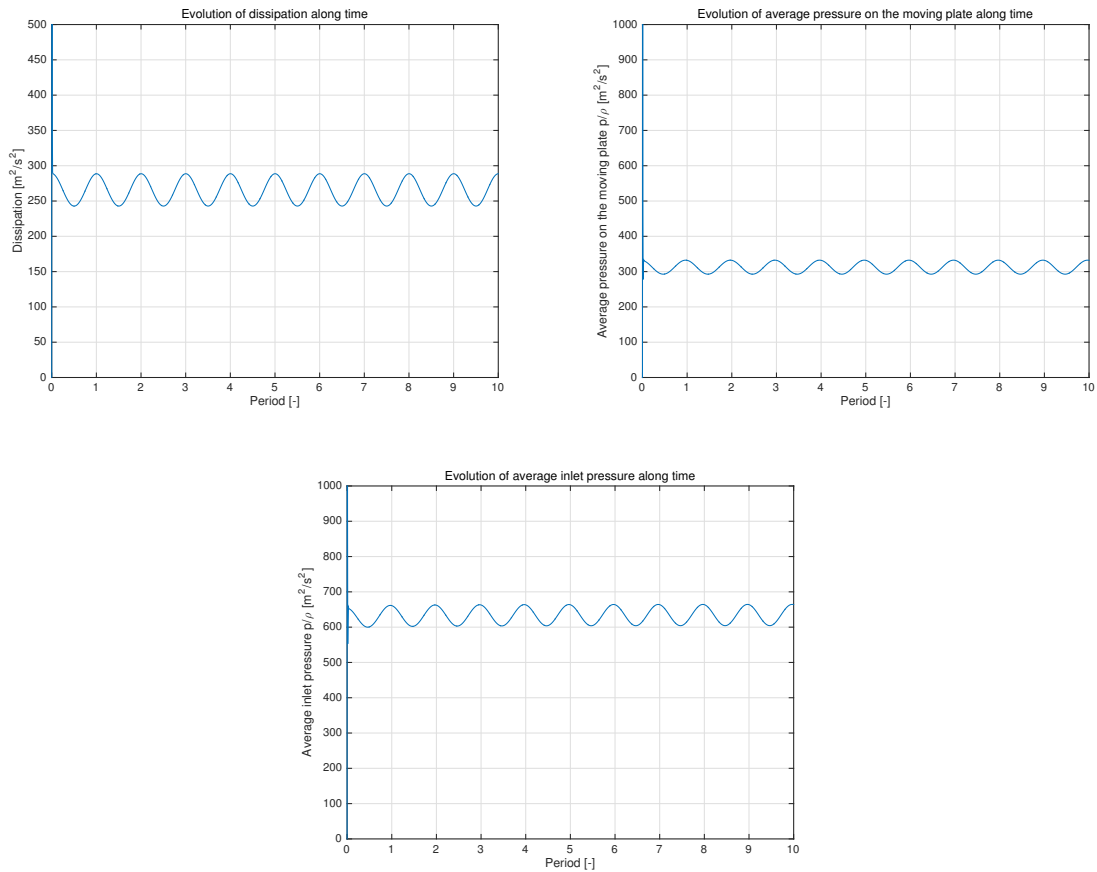 Evolution of dissipation along time
Dissipation [m²/s²]
500
450
400
350
300
250
200
150
100
50
0
0 1 2 3 4 5 6 7 8 9 10
Period [-]
Evolution of average pressure on the moving plate along time
Average pressure on the moving plate p/ρ [m²/s²]
1000
900
800
700
600
500
400
300
200
100
0
0 1 2 3 4 5 6 7 8 9 10
Period [-]
Evolution of average inlet pressure along time
Average inlet pressure p/ρ [m²/s²]
1000
900
800
700
600
500
400
300
200
100
0
0 1 2 3 4 5 6 7 8 9 10
Period [-]